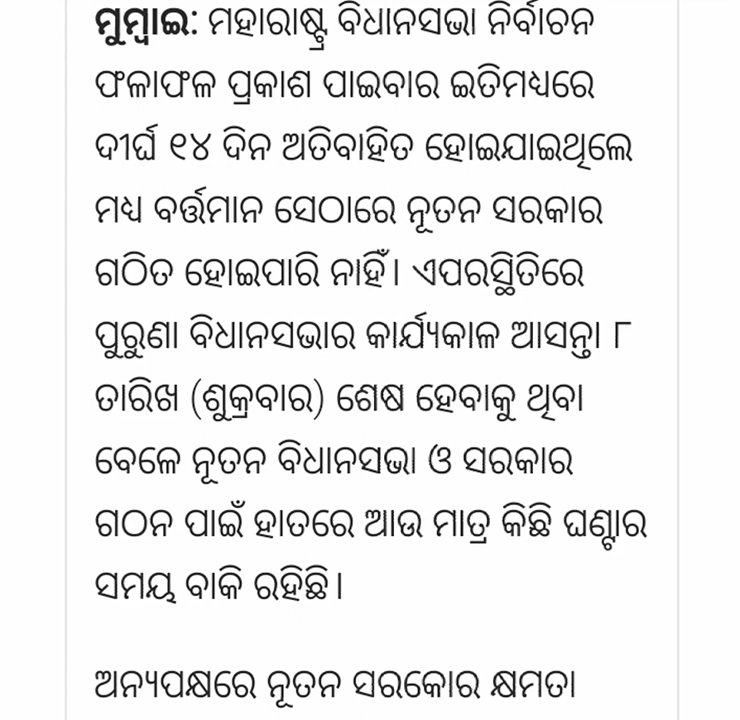 ମୁମ୍ବାଇ: ମହାରାଷ୍ଟ୍ର ବିଧାନସଭା ନିର୍ବାଚନ
ଫଳାଫଳ ପ୍ରକାଶ ପାଇବାର ଇତିମଧ୍ୟରେ
ଦୀର୍ଘ ୧୪ ଦିନ ଅତିବାହିତ ହୋଇଯାଇଥିଲେ
ମଧ୍ୟ ବର୍ତ୍ତମାନ ସେଠାରେ ନୂତନ ସରକାର
ଗଠିତ ହୋଇପାରି ନାହିଁ। ଏପରସ୍ଥିତିରେ
ପୁରୁଣା ବିଧାନସଭାର କାର୍ଯ୍ୟକାଳ ଆସନ୍ତା ୮
ତାରିଖ (ଶୁକ୍ରବାର) ଶେଷ ହେବାକୁ ଥିବା
ବେଳେ ନୂତନ ବିଧାନସଭା ଓ ସରକାର
ଗଠନ ପାଇଁ ହାତରେ ଆଉ ମାତ୍ର କିଛି ଘଣ୍ଟାର
ସମୟ ବାକି ରହିଛି।
ଅନ୍ୟପକ୍ଷରେ ନୂତନ ସରକୋର କ୍ଷମତା